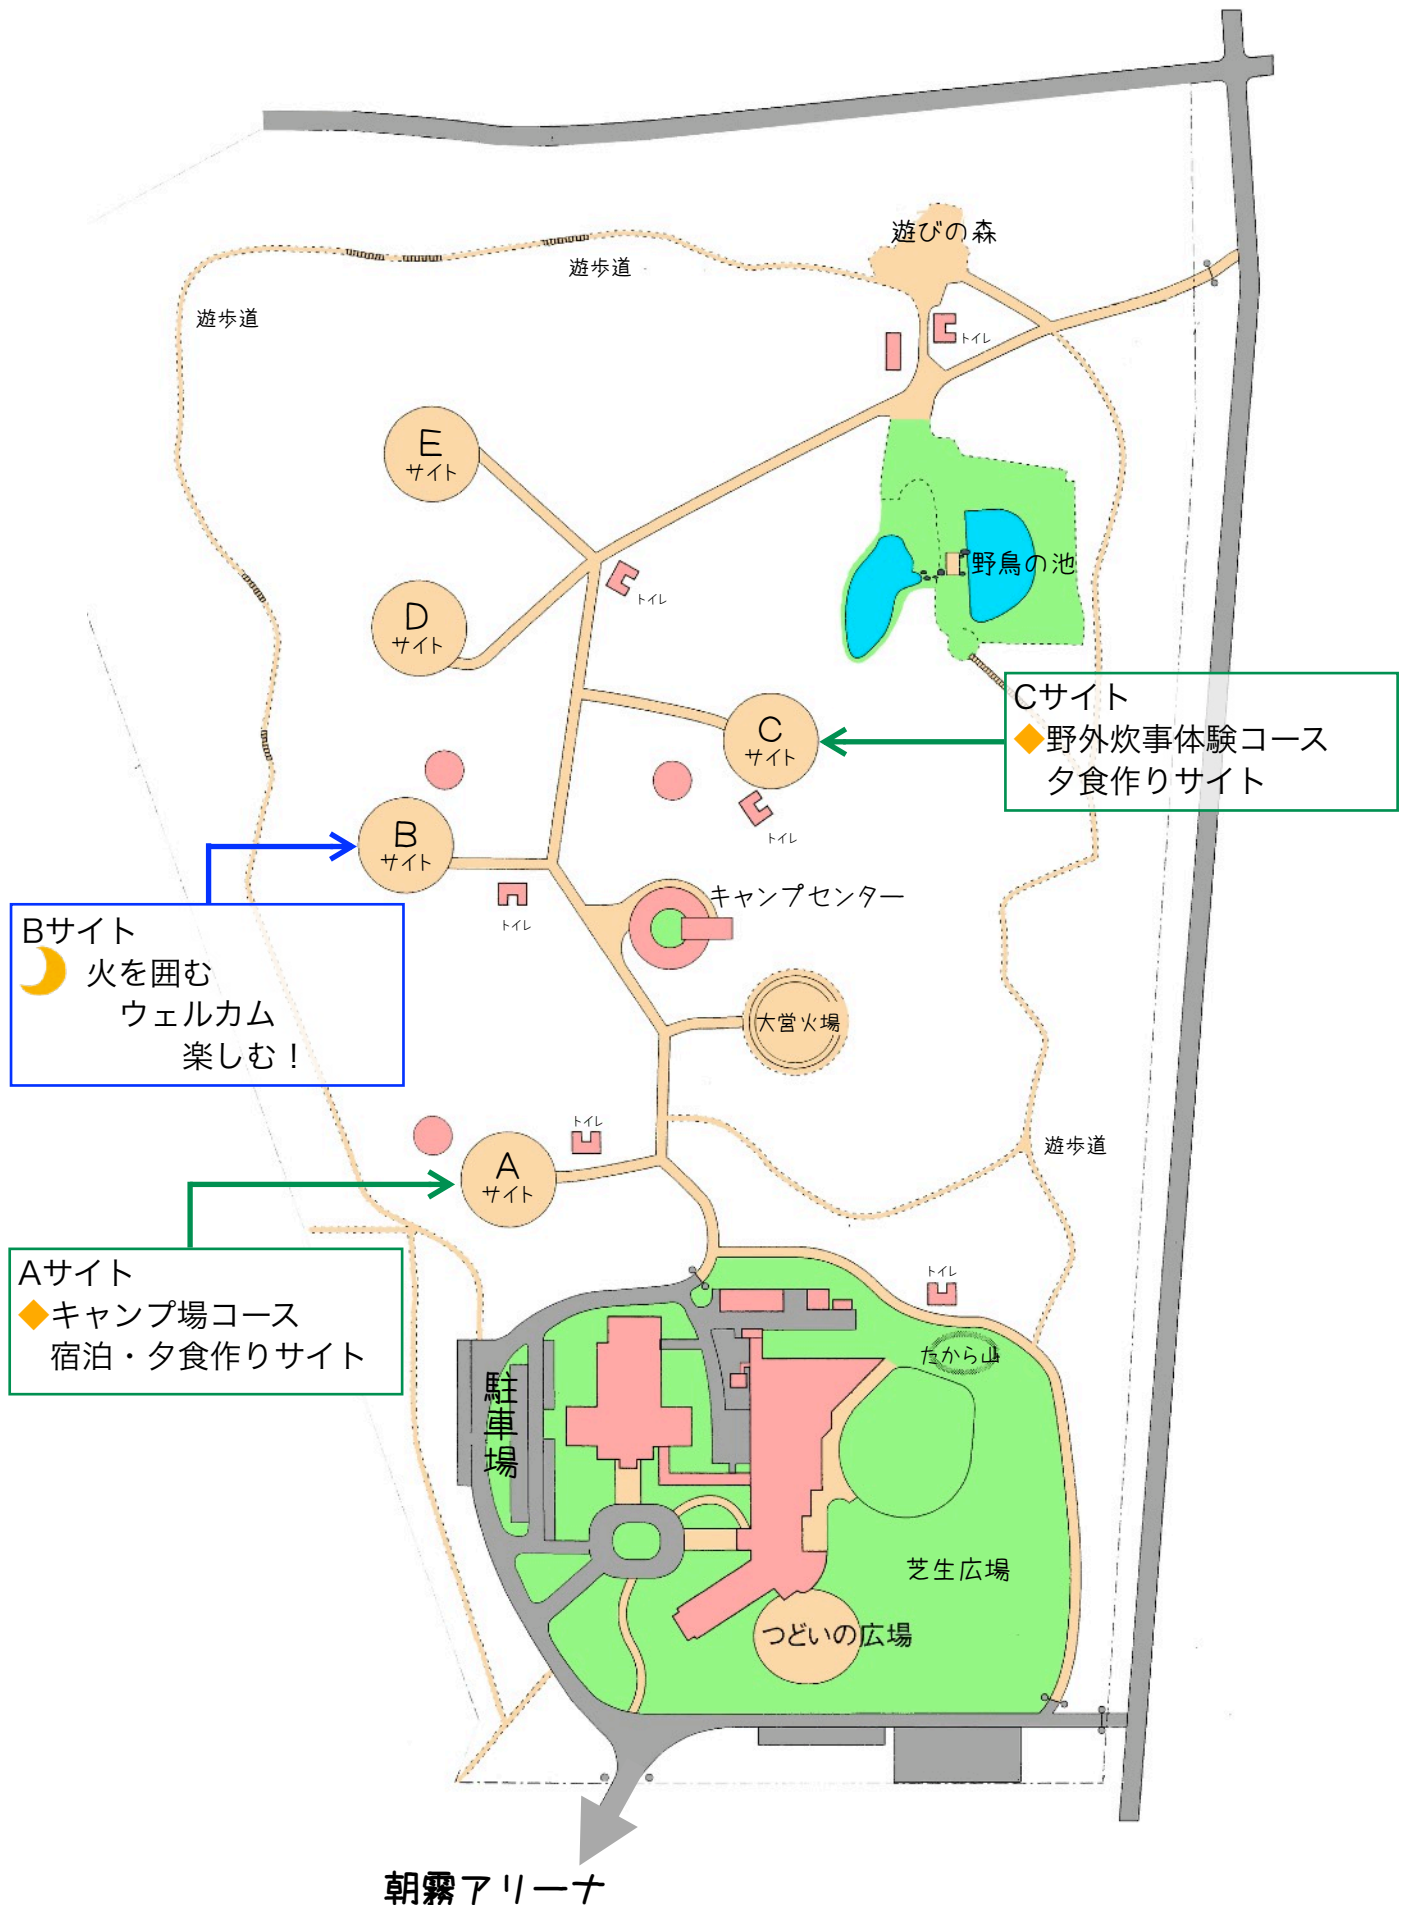 遊びの森
遊歩道
遊歩道
トイレ
E
サイト
野鳥の池
トイレ
D
サイト
Cサイト
◆野外炊事体験コース
夕食作りサイト
C
サイト
トイレ
B
サイト
キャンプセンター
トイレ
Bサイト
火を囲む
ウェルカム
楽しむ！
大営火場
トイレ
遊歩道
A
サイト
Aサイト
◆キャンプ場コース
宿泊・夕食作りサイト
トイレ
たから山
駐車場
芝生広場
つどいの広場
朝霧アリーナ